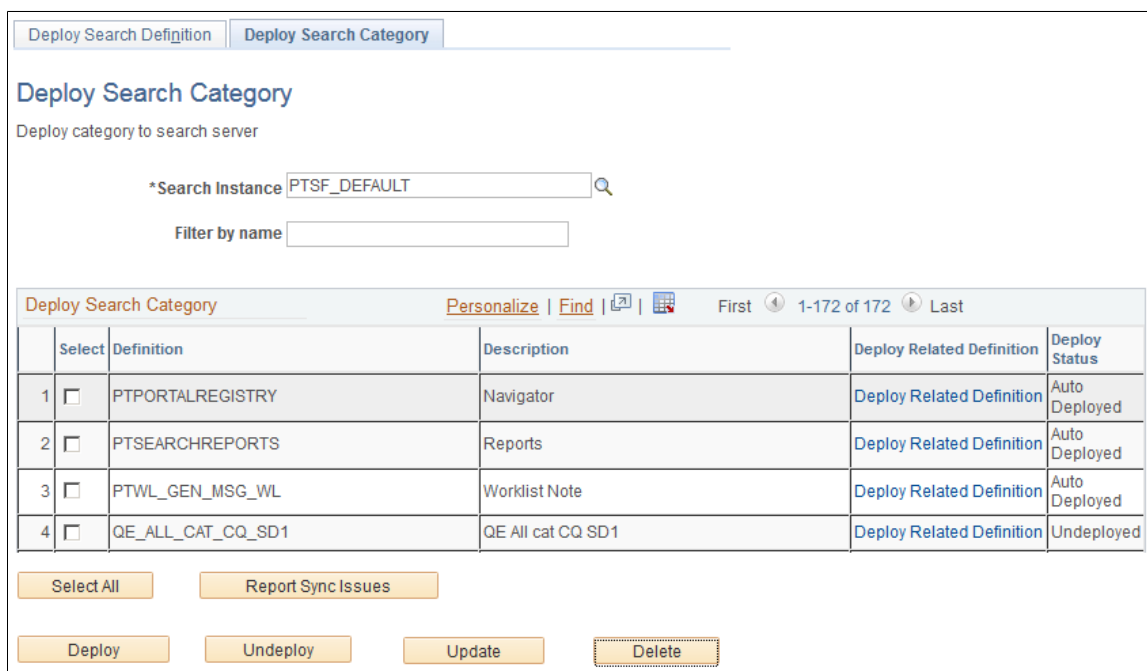 Deploy Search Definition Deploy Search Category
Deploy Search Category
Deploy category to search server
*Search Instance PTSF_DEFAULT
Filter by name
Deploy Search Category Personalize | Find | | First 1-172 of 172 Last
Select Definition Description Deploy Related Definition Deploy Status
1 PTPORTALREGISTRY Navigator Deploy Related Definition Auto Deployed
2 PTSEARCHREPORTS Reports Deploy Related Definition Auto Deployed
3 PTWL_GEN_MSG_WL Worklist Note Deploy Related Definition Auto Deployed
4 QE_ALL_CAT_CQ_SD1 QE All cat CQ SD1 Deploy Related Definition Undeployed
Select All Report Sync Issues
Deploy Undeploy Update Delete